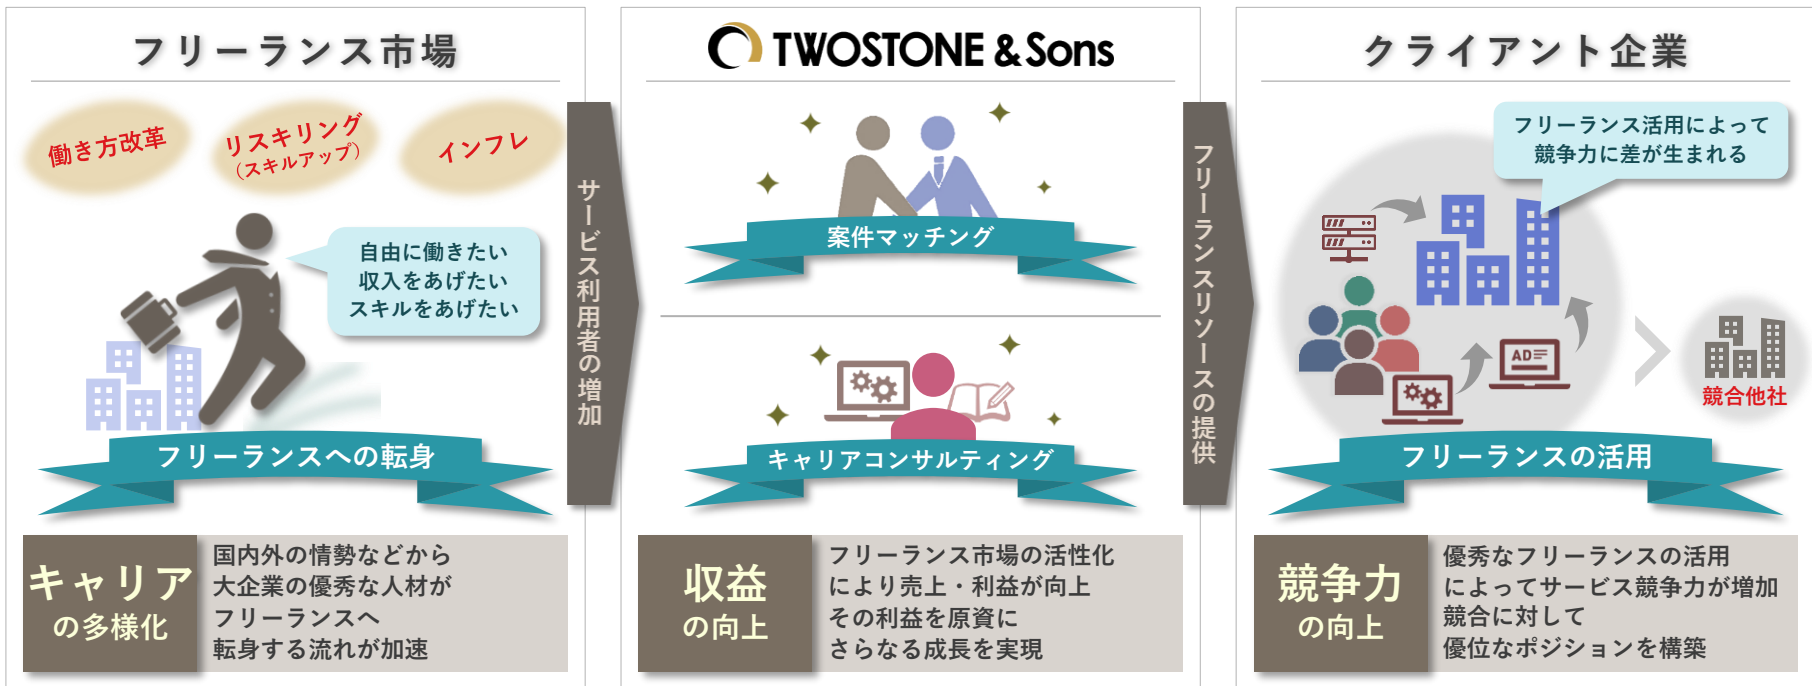 フリーランス市場
働き方改革
リスキリング
（スキルアップ）
インフレ
自由に働きたい
収入をあげたい
スキルをあげたい
フリーランスへの転身
キャリア
の多様化
国内外の情勢などから
大企業の優秀な人材が
フリーランスへ
転身する流れが加速
サービス利用者の増加
TWOSTONE & Sons
案件マッチング
キャリアコンサルティング
収益
の向上
フリーランス市場の活性化
により売上・利益が向上
その利益を原資に
さらなる成長を実現
フリーランスリソースの提供
クライアント企業
フリーランス活用によって
競争力に差が生まれる
AD
競合他社
フリーランスの活用
競争力
の向上
優秀なフリーランスの活用
によってサービス競争力が増加
競合に対して
優位なポジションを構築